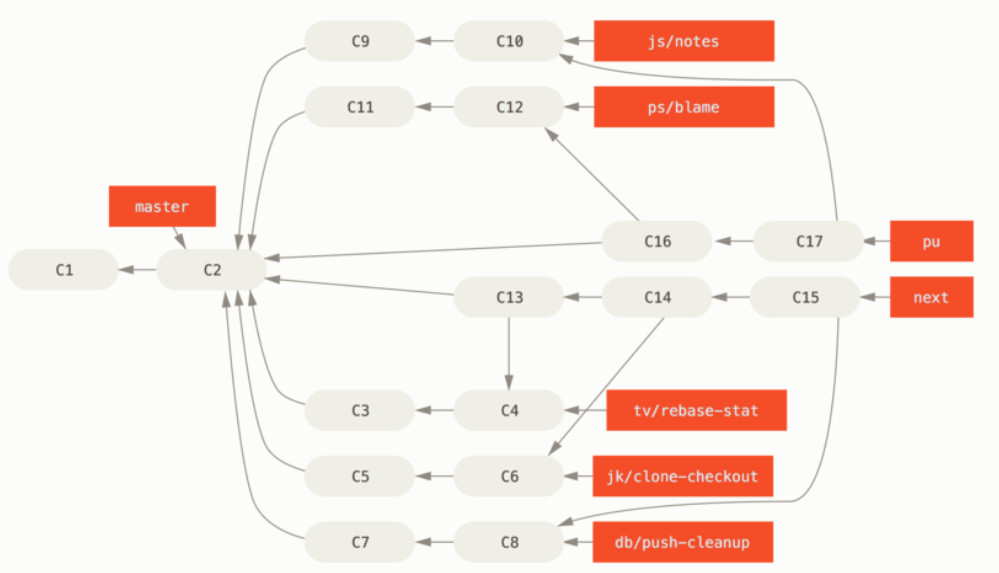 C9 C10 js/notes
C11 C12 ps/blame
master
C16 C17 pu
C1 C2
C13 C14 C15 next
C3 C4 tv/rebase-stat
C5 C6 jk/clone-checkout
C7 C8 db/push-cleanup